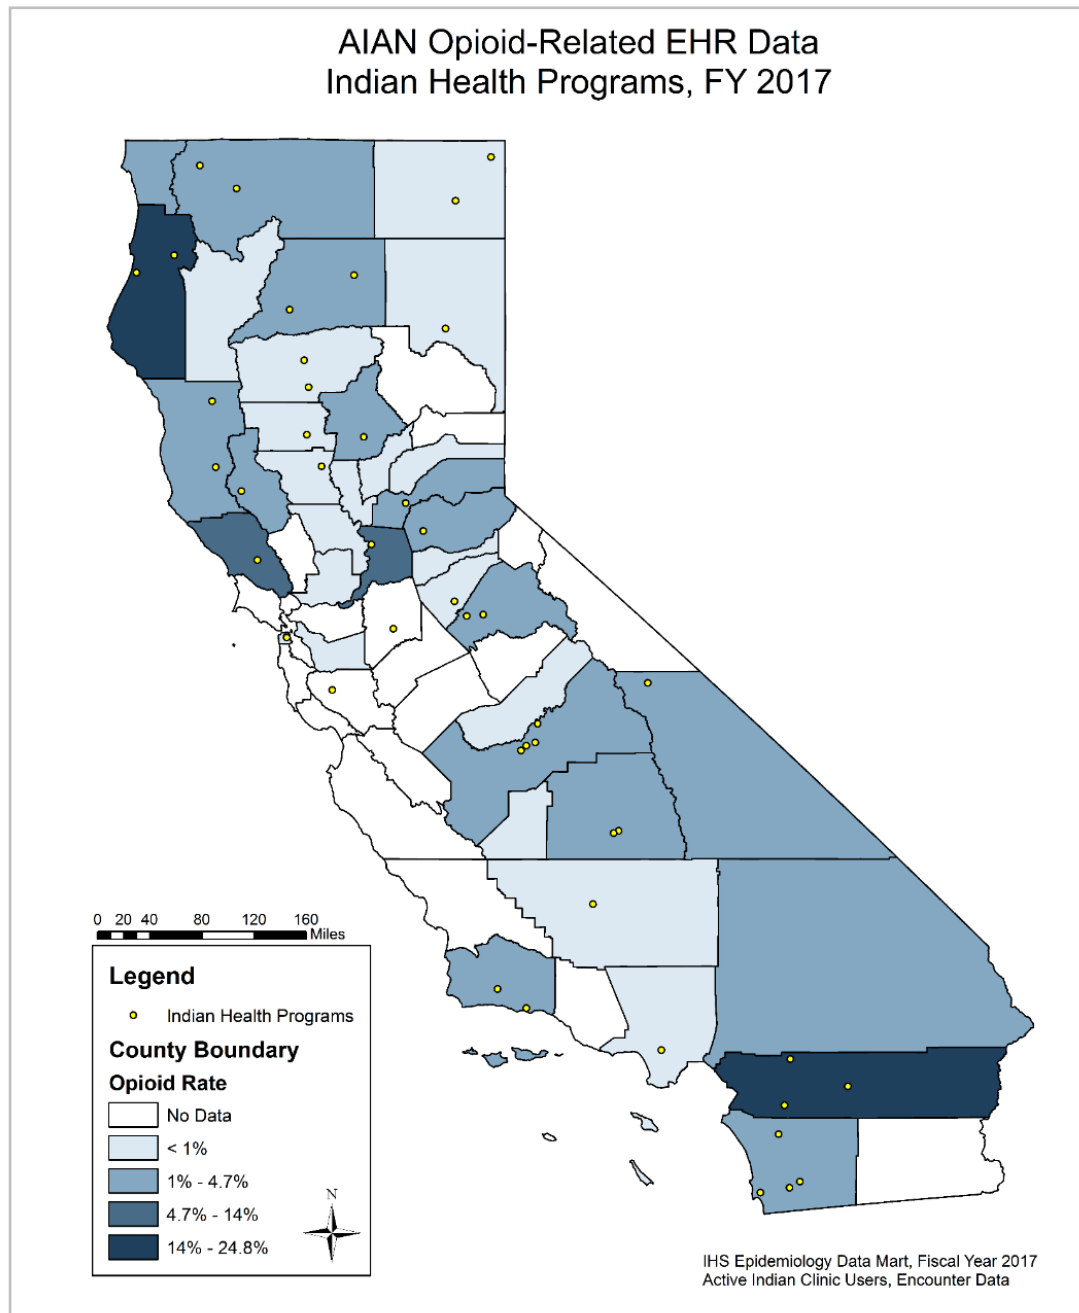 AIAN Opioid-Related EHR Data
Indian Health Programs, FY 2017
0 20 40 80 120 160
Miles
Legend
Indian Health Programs
County Boundary
Opioid Rate
No Data
< 1%
1% - 4.7%
4.7% - 14%
14% - 24.8%
N
IHS Epidemiology Data Mart, Fiscal Year 2017
Active Indian Clinic Users, Encounter Data